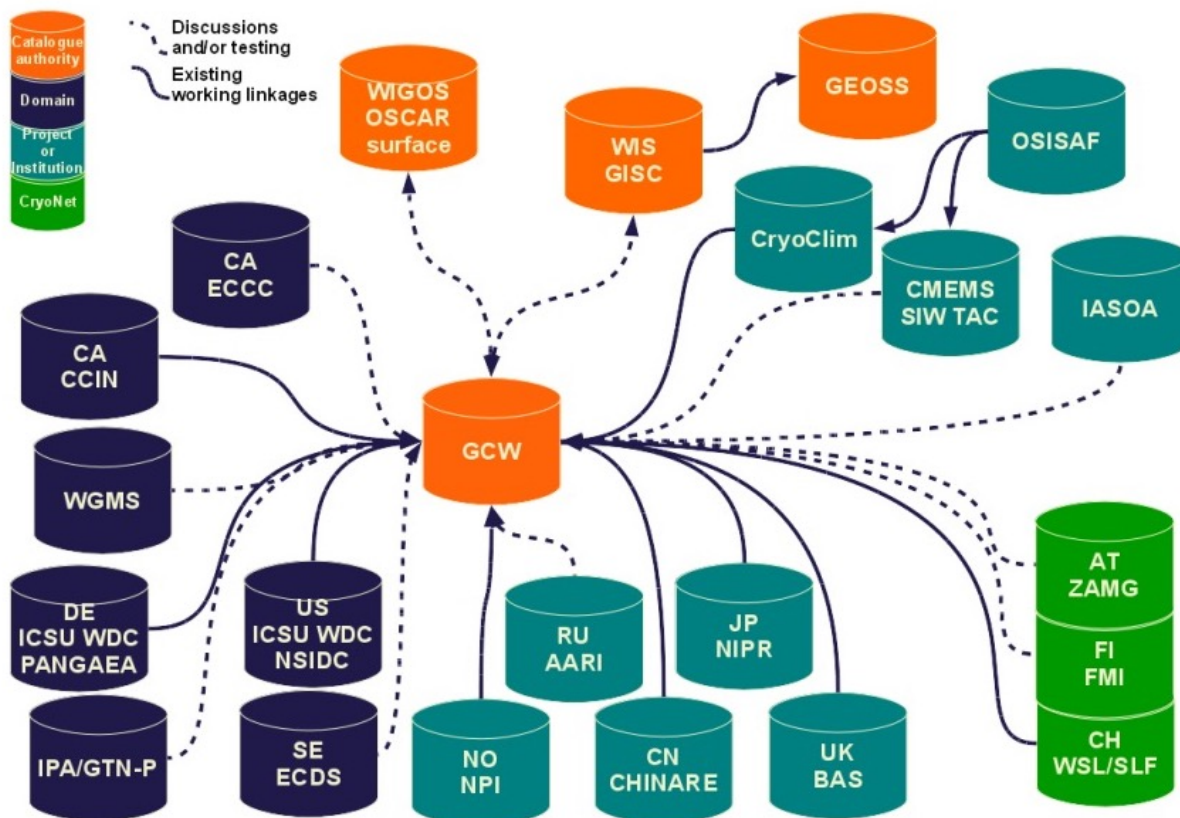 Catalogue
authority
Domain
Project
or
Institution
CryoNet
Discussions
and/or testing
Existing
working linkages
WIGOS
OSCAR
surface
WIS
GISC
GEOSS
OSISAF
CryoClim
CMEMS
SIW TAC
IASOA
CA
ECCC
CA
CCIN
WGMS
DE
ICSU WDC
PANGAEA
IPA/GTN-P
US
ICSU WDC
NSIDC
SE
ECDS
GCW
NO
NPI
RU
AARI
CN
CHINARE
JP
NIPR
UK
BAS
AT
ZAMG
FI
FMI
CH
WSL/SLF